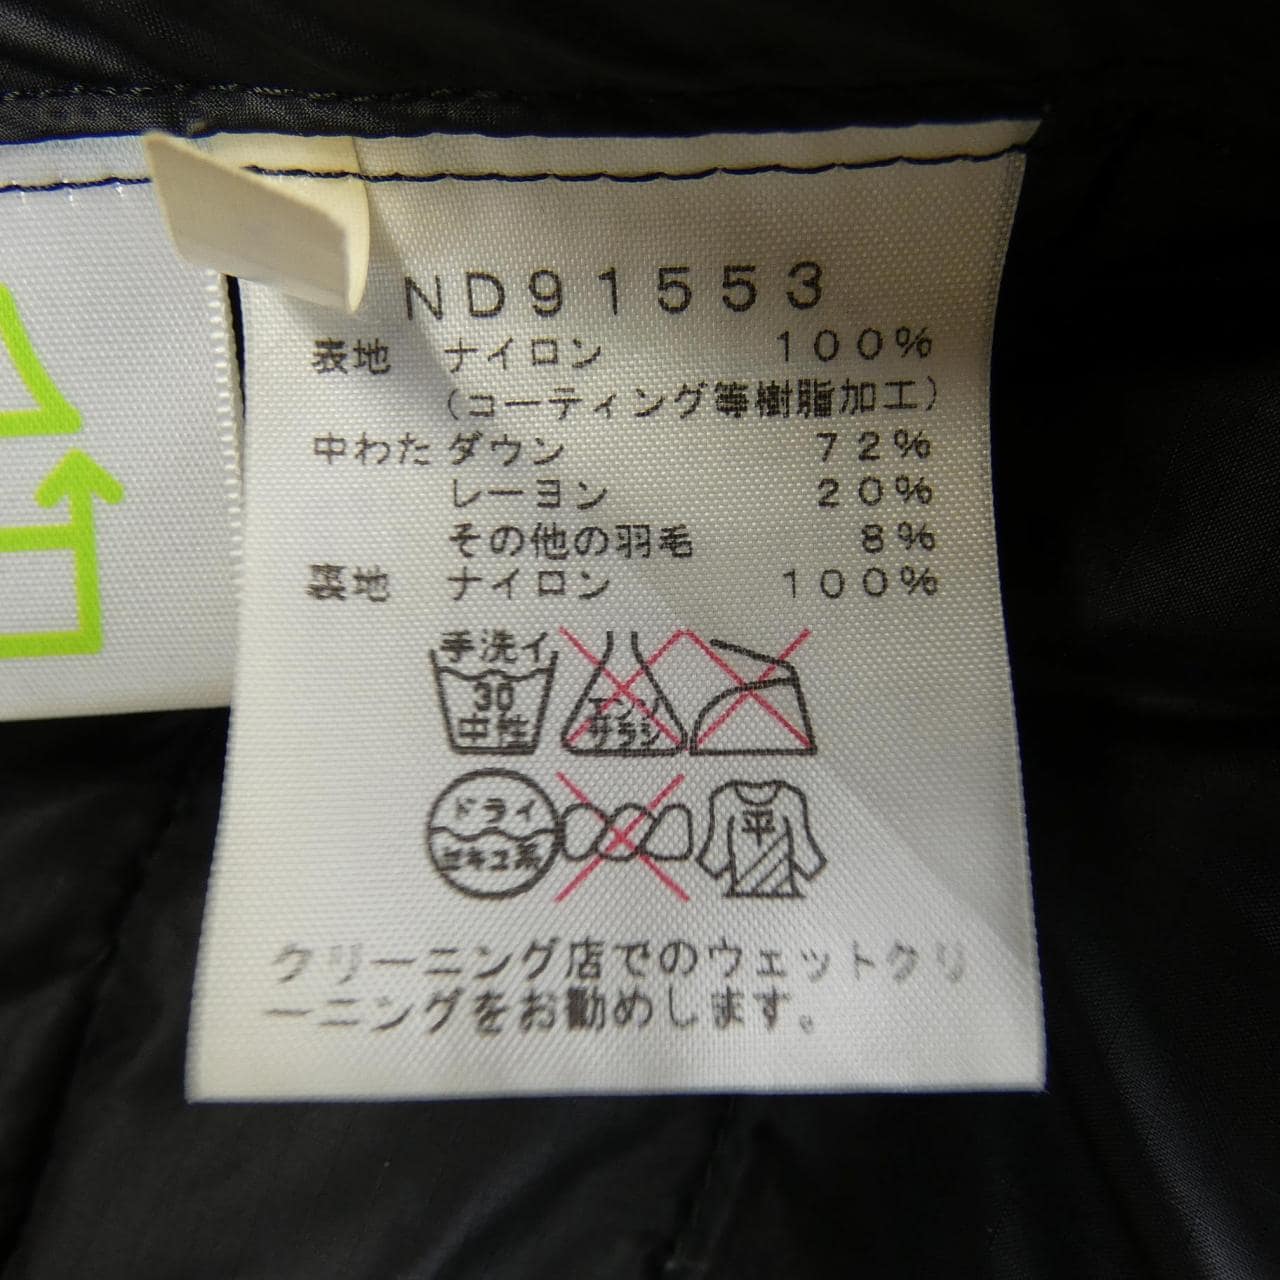 ND91553
表地 ナイロン 100%
(コーティング等樹脂加工)
中わた ダウン 72%
レーヨン 20%
その他の羽毛 8%
裏地 ナイロン 100%
手洗イ
30
中性
エンソ
サラシ
ドライ
セキユ系
平
クリーニング店でのウェットクリ
ーニングをお勧めします。